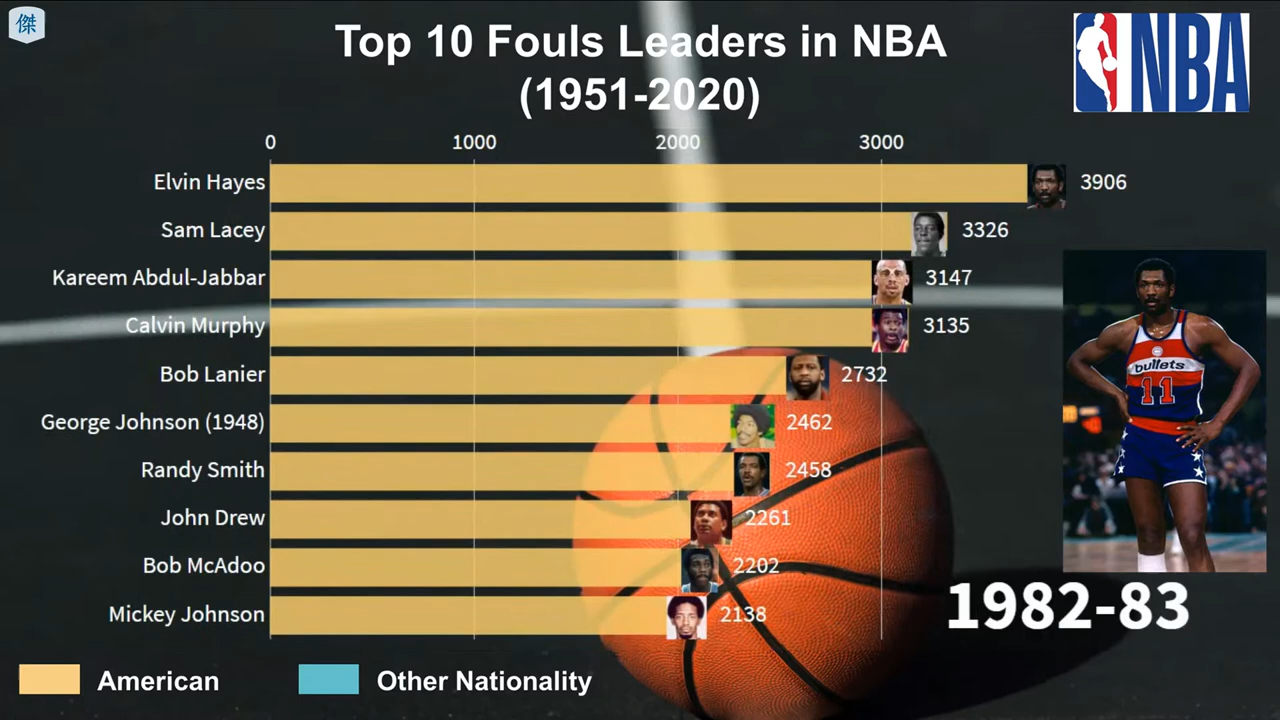 傑
Top 10 Fouls Leaders in NBA
(1951-2020)
NBA
0 1000 2000 3000
Elvin Hayes 3906
Sam Lacey 3326
Kareem Abdul-Jabbar 3147
Calvin Murphy 3135
Bob Lanier 2732
George Johnson (1948) 2462
Randy Smith 2458
John Drew 2261
Bob McAdoo 2202
Mickey Johnson 2138
bullets
11
1982-83
American Other Nationality